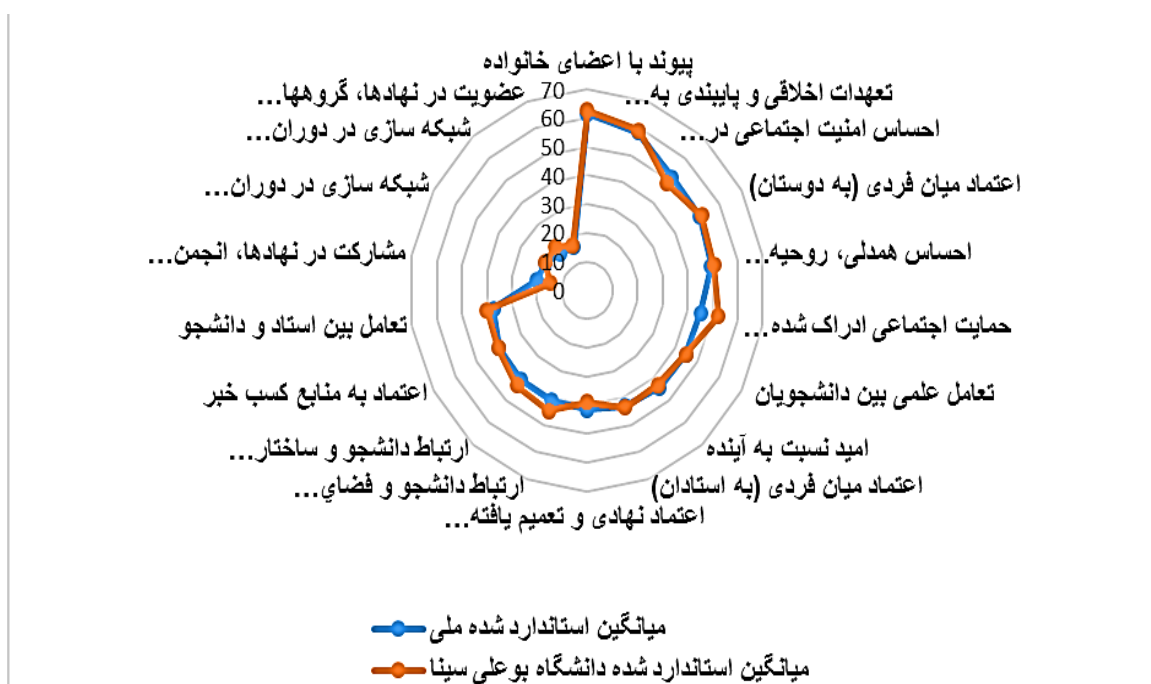 پیوند با اعضای خانواده
تعهدات اخلاقی و پایبندی به...
احساس امنیت اجتماعی در...
اعتماد میان فردی (به دوستان)
احساس همدلی، روحیه...
حمایت اجتماعی ادراک شده...
تعامل علمی بین دانشجویان
امید نسبت به آینده
اعتماد میان فردی (به استادان)
اعتماد نهادی و تعمیم یافته...
ارتباط دانشجو و فضاي...
ارتباط دانشجو و ساختار...
اعتماد به منابع کسب خبر
تعامل بین استاد و دانشجو
مشارکت در نهادها، انجمن...
شبکه سازی در دوران...
شبکه سازی در دوران...
عضویت در نهادها، گروهها...
70
60
50
40
30
20
10
0
میانگین استاندارد شده ملی
میانگین استاندارد شده دانشگاه بوعلی سینا